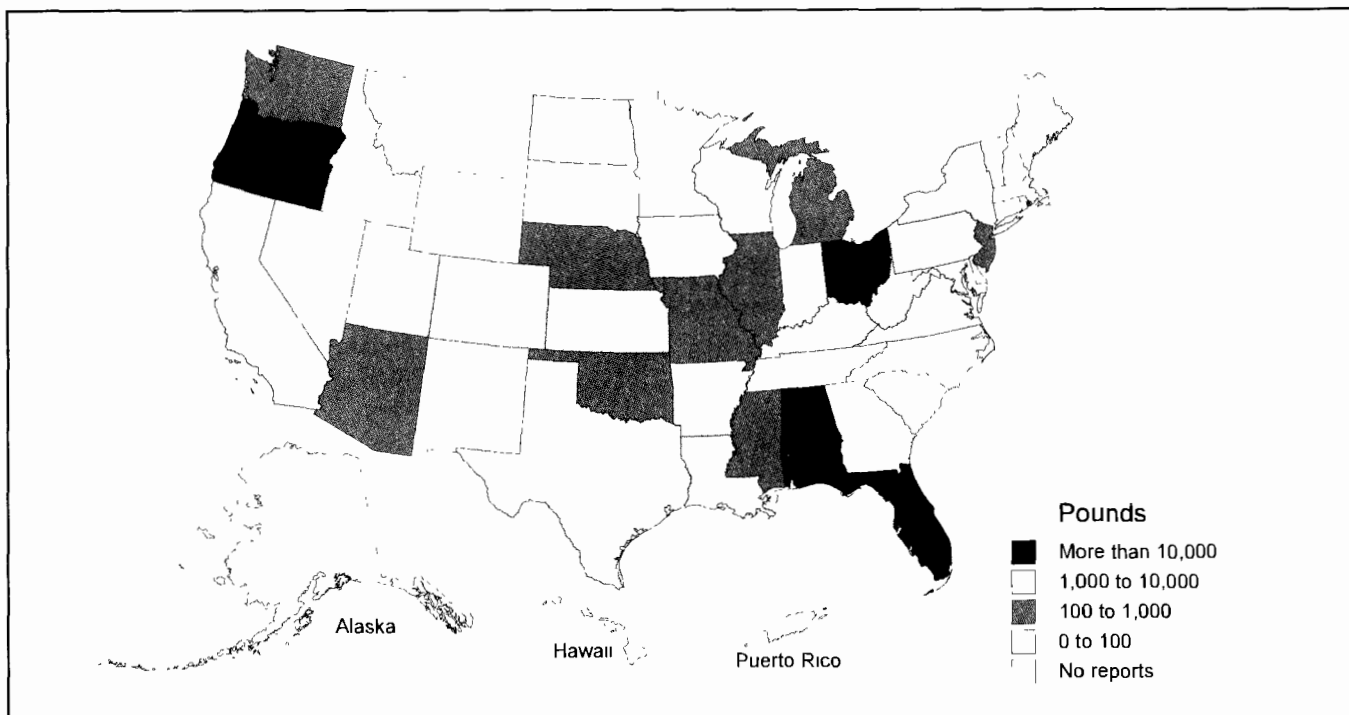 Pounds
More than 10,000
1,000 to 10,000
100 to 1,000
0 to 100
No reports
Alaska
Hawaii
Puerto Rico